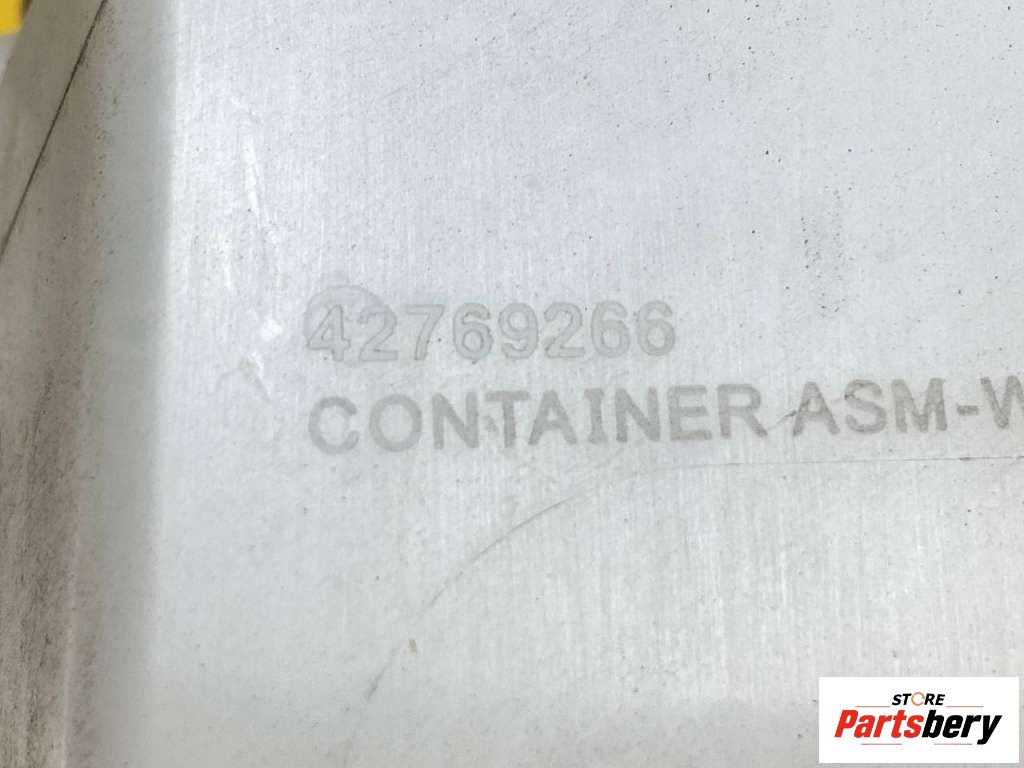 42769266
CONTAINER ASM-W
STORE
Partsbery